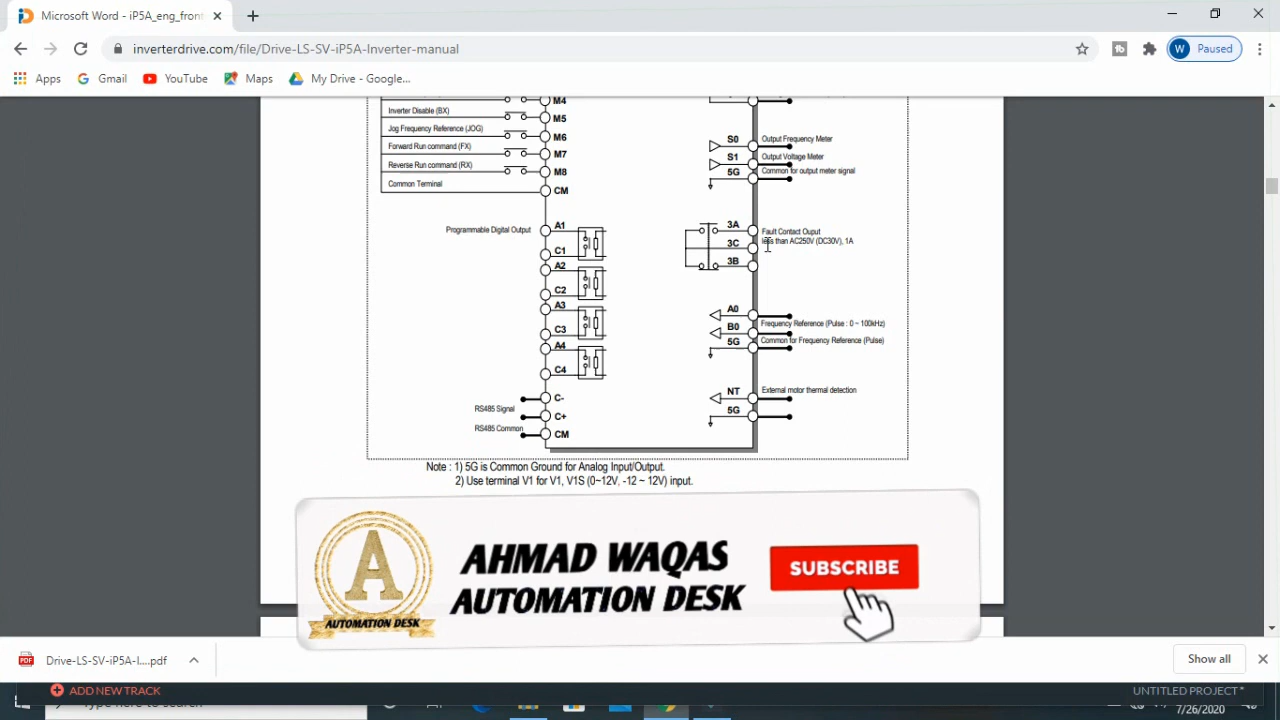 Microsoft Word - iP5A_eng_front
inverterdrive.com/file/Drive-LS-SV-iP5A-Inverter-manual
W Paused
Apps Gmail YouTube Maps My Drive - Google...
M4
Inverter Disable (BX) M5
Jog Frequency Reference (JOG) M6
Forward Run command (FX) M7
Reverse Run command (RX) M8
Common Terminal CM
S0 Output Frequency Meter
S1 Output Voltage Meter
5G Common for output meter signal
Programmable Digital Output A1
C1
A2
C2
A3
C3
A4
C4
3A Fault Contact Ouput
3C less than AC250V (DC30V), 1A
3B
A0
B0 Frequency Reference (Pulse : 0 ~ 100kHz)
5G Common for Frequency Reference (Pulse)
NT External motor thermal detection
5G
C-
RS485 Signal C+
RS485 Common CM
Note : 1) 5G is Common Ground for Analog Input/Output.
2) Use terminal V1 for V1, V1S (0~12V, -12 ~ 12V) input.
A
AUTOMATION DESK
AHMAD WAQAS
AUTOMATION DESK
SUBSCRIBE
Drive-LS-SV-iP5A-I....pdf
Show all
ADD NEW TRACK
UNTITLED PROJECT*
Type here to search
7/26/2020